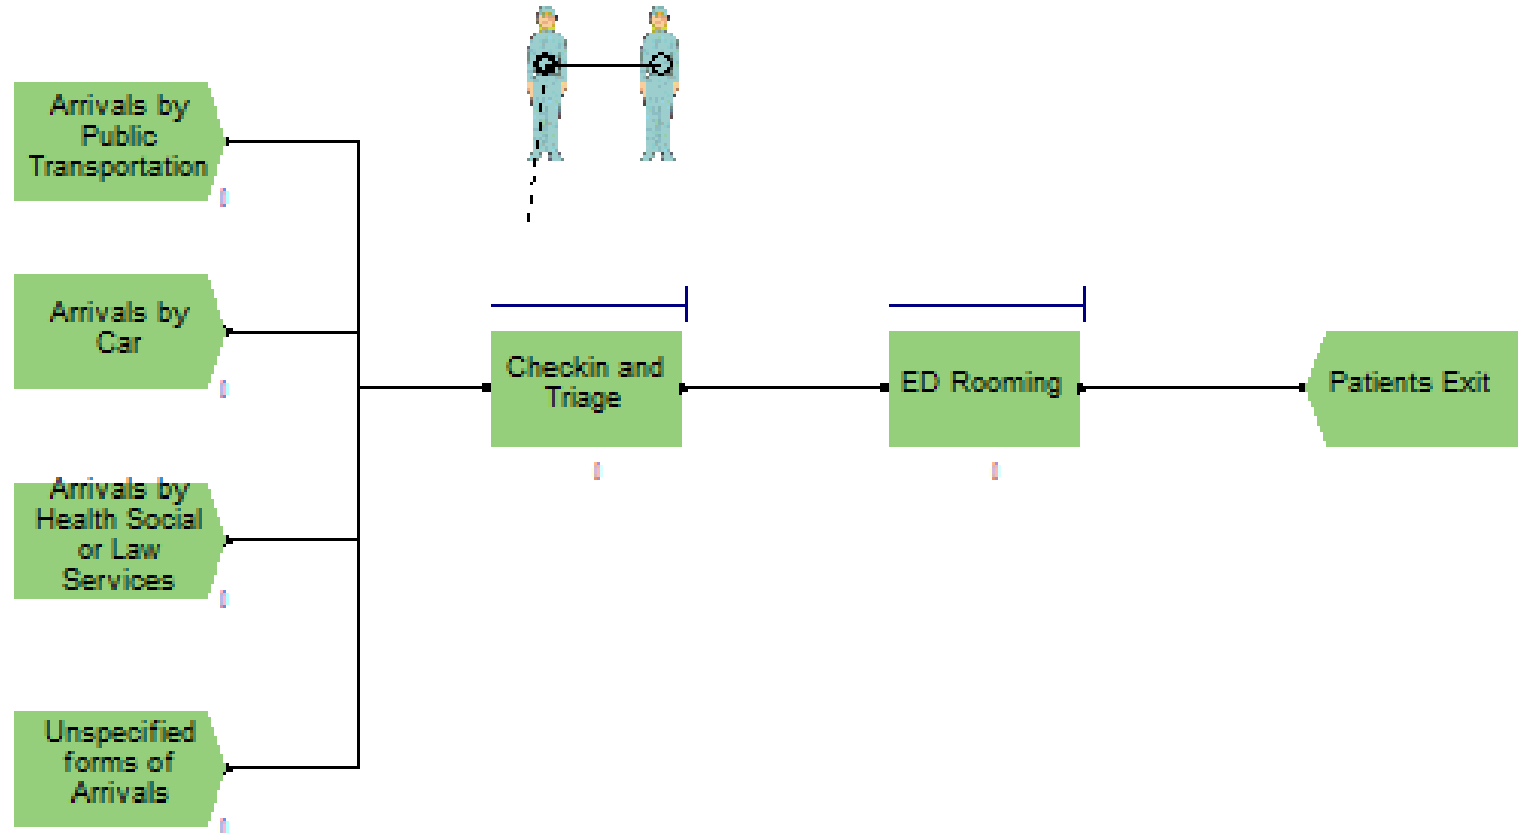 Arrivals by
Public
Transportation
Arrivals by
Car
Arrivals by
Health Social
or Law
Services
Unspecified
forms of
Arrivals
Checkin and
Triage
ED Rooming
Patients Exit